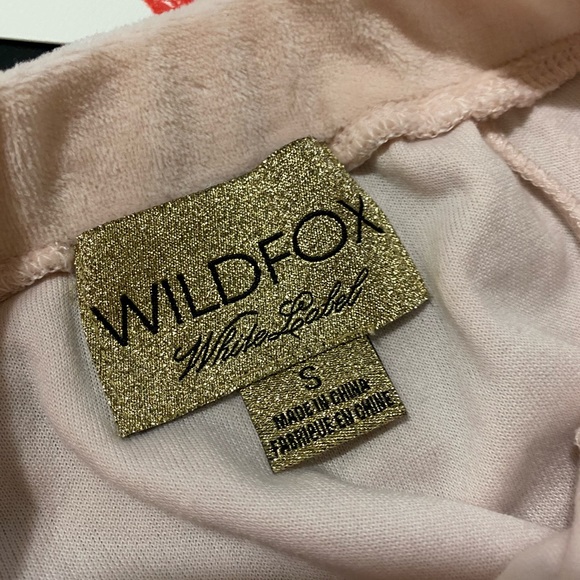 WILDFOX
White Label
S
MADE IN CHINA
FABRIQUE EN CHINE